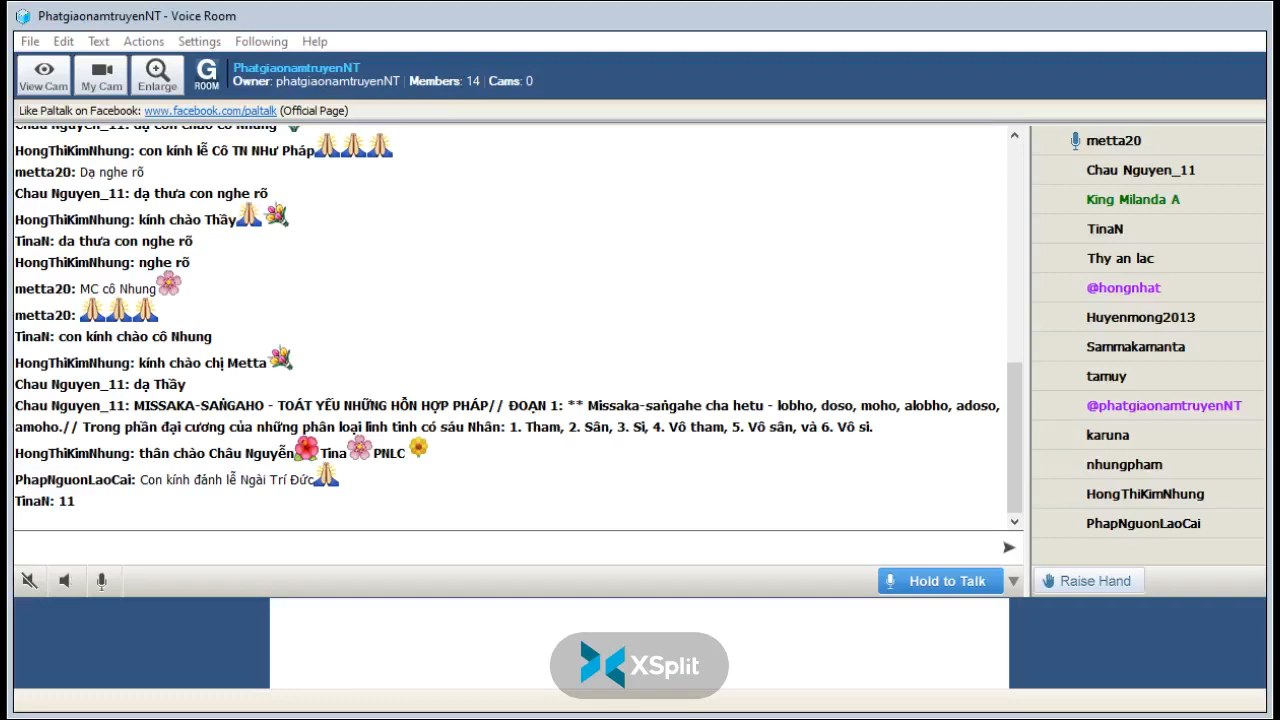 PhatgiaonamtruyenNT - Voice Room
File Edit Text Actions Settings Following Help
View Cam My Cam Enlarge G ROOM
PhatgiaonamtruyenNT
Owner: phatgiaonamtruyenNT | Members: 14 | Cams: 0
Like Paltalk on Facebook: www.facebook.com/paltalk (Official Page)
Chau Nguyen_11: dạ con chào cô Nhung
HongThiKimNhung: con kính lễ Cô TN NHư Pháp
metta20: Dạ nghe rõ
Chau Nguyen_11: dạ thưa con nghe rõ
HongThiKimNhung: kính chào Thầy
TinaN: da thưa con nghe rõ
HongThiKimNhung: nghe rõ
metta20: MC cô Nhung
metta20:
TinaN: con kính chào cô Nhung
HongThiKimNhung: kính chào chị Metta
Chau Nguyen_11: dạ Thầy
Chau Nguyen_11: MISSAKA-SAṄGAHO - TOÁT YẾU NHỮNG HỖN HỢP PHÁP// ĐOẠN 1: ** Missaka-saṅgahe cha hetu - lobho, doso, moho, alobho, adoso,
amoho.// Trong phần đại cương của những phân loại linh tinh có sáu Nhân: 1. Tham, 2. Sân, 3. Si, 4. Vô tham, 5. Vô sân, và 6. Vô si.
HongThiKimNhung: thân chào Châu Nguyễn Tina PNLC
PhapNguonLaoCai: Con kính đảnh lễ Ngài Trí Đức
TinaN: 11
metta20
Chau Nguyen_11
King Milanda A
TinaN
Thy an lac
@hongnhat
Huyenmong2013
Sammakamanta
tamuy
@phatgiaonamtruyenNT
karuna
nhungpham
HongThiKimNhung
PhapNguonLaoCai
Hold to Talk
Raise Hand
XSplit